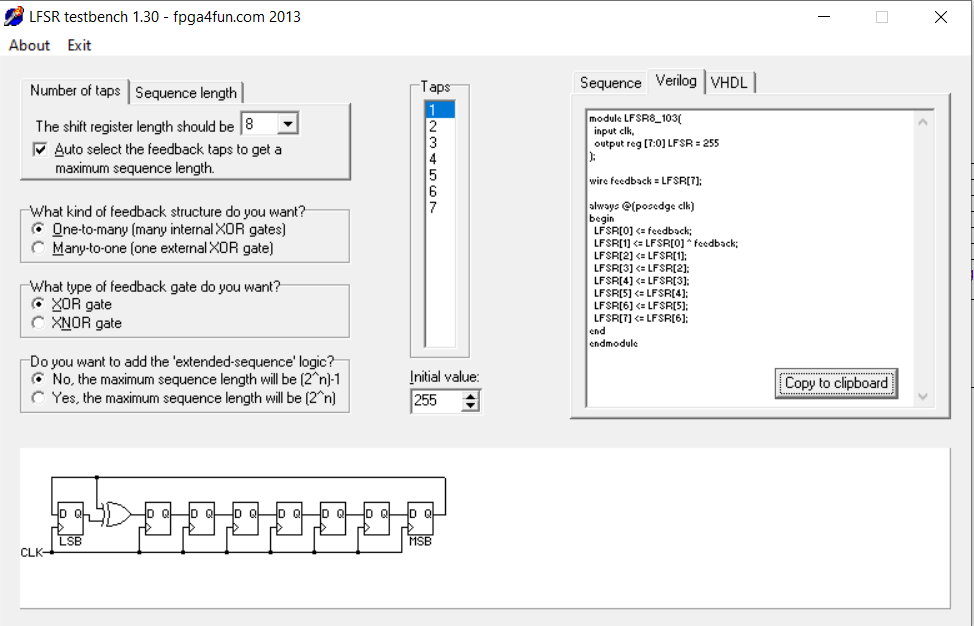 LFSR testbench 1.30 - fpga4fun.com 2013
About Exit
Number of taps Sequence length
The shift register length should be 8
Auto select the feedback taps to get a
maximum sequence length.
What kind of feedback structure do you want?
One-to-many (many internal XOR gates)
Many-to-one (one external XOR gate)
What type of feedback gate do you want?
XOR gate
XNOR gate
Do you want to add the 'extended-sequence' logic?
No, the maximum sequence length will be (2^n)-1
Yes, the maximum sequence length will be (2^n)
Taps
1
2
3
4
5
6
7
Initial value:
255
Sequence Verilog VHDL
module LFSR8_103(
input clk,
output reg [7:0] LFSR = 255
);
wire feedback = LFSR[7];
always @(posedge clk)
begin
LFSR[0] <= feedback;
LFSR[1] <= LFSR[0] ^ feedback;
LFSR[2] <= LFSR[1];
LFSR[3] <= LFSR[2];
LFSR[4] <= LFSR[3];
LFSR[5] <= LFSR[4];
LFSR[6] <= LFSR[5];
LFSR[7] <= LFSR[6];
end
endmodule
Copy to clipboard
D Q D Q D Q D Q D Q D Q D Q D Q
LSB MSB
CLK